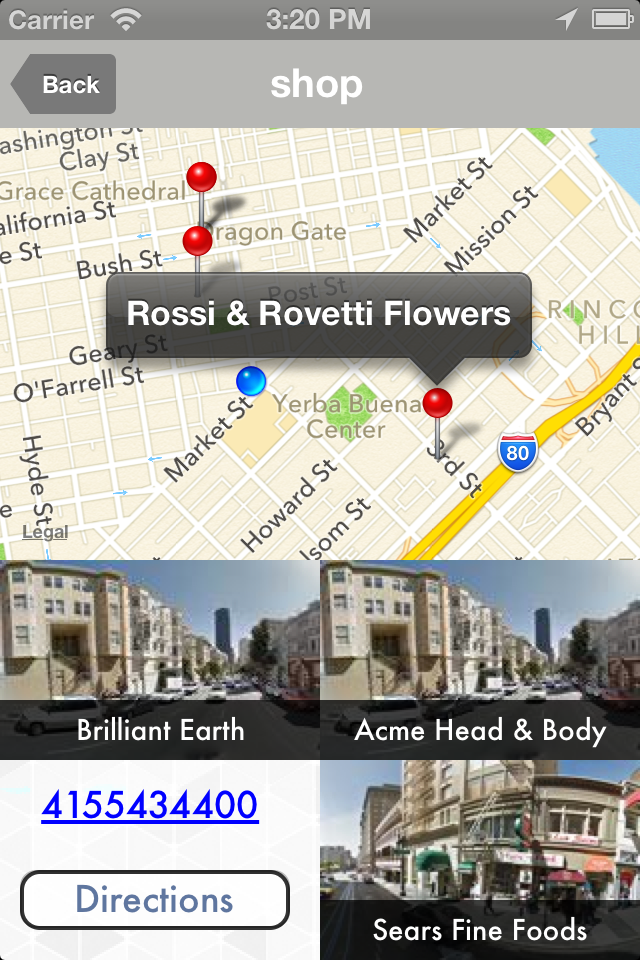 Carrier 3:20 PM
Back shop
ashington St
Clay St
Grace Cathedral
alifornia St
e St
Bush St
ragon Gate
Market St
Mission St
Post St
Rossi & Rovetti Flowers
RINCO
HILL
Geary St
O'Farrell St
Yerba Buena
Center
Market St
Bryant S
80
3rd St
Hyde St
Howard St
lsom St
e
Legal
Brilliant Earth
Acme Head & Body
4155434400
Directions
Sears Fine Foods